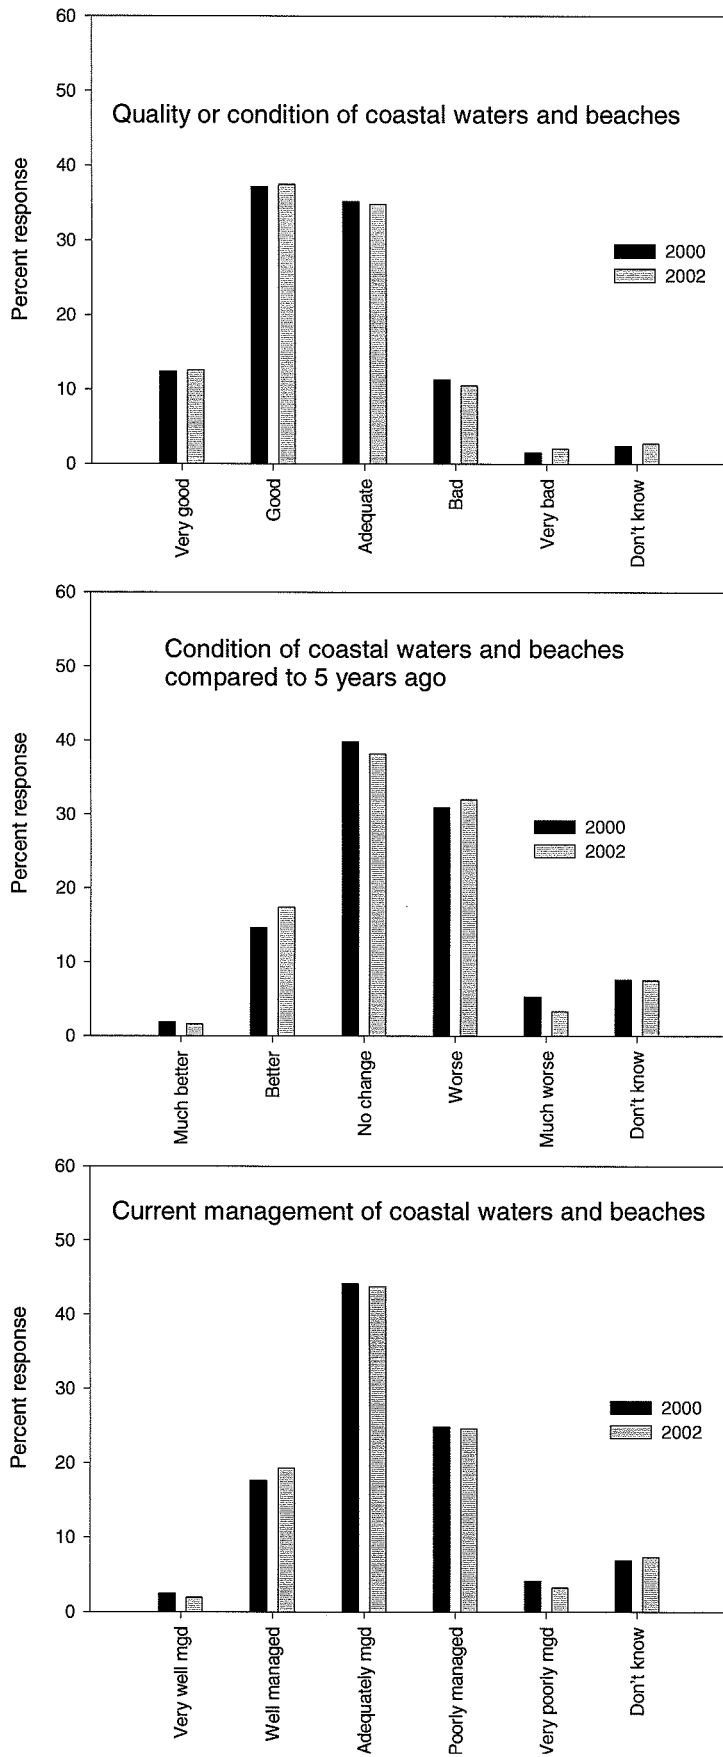 60
Quality or condition of coastal waters and beaches
50
40
30
20
10
0
Percent response
2000
2002
Very good
Good
Adequate
Bad
Very bad
Don't know
60
Condition of coastal waters and beaches
compared to 5 years ago
50
40
30
20
10
0
Percent response
2000
2002
Much better
Better
No change
Worse
Much worse
Don't know
60
Current management of coastal waters and beaches
50
40
30
20
10
0
Percent response
2000
2002
Very well mgd
Well managed
Adequately mgd
Poorly managed
Very poorly mgd
Don't know